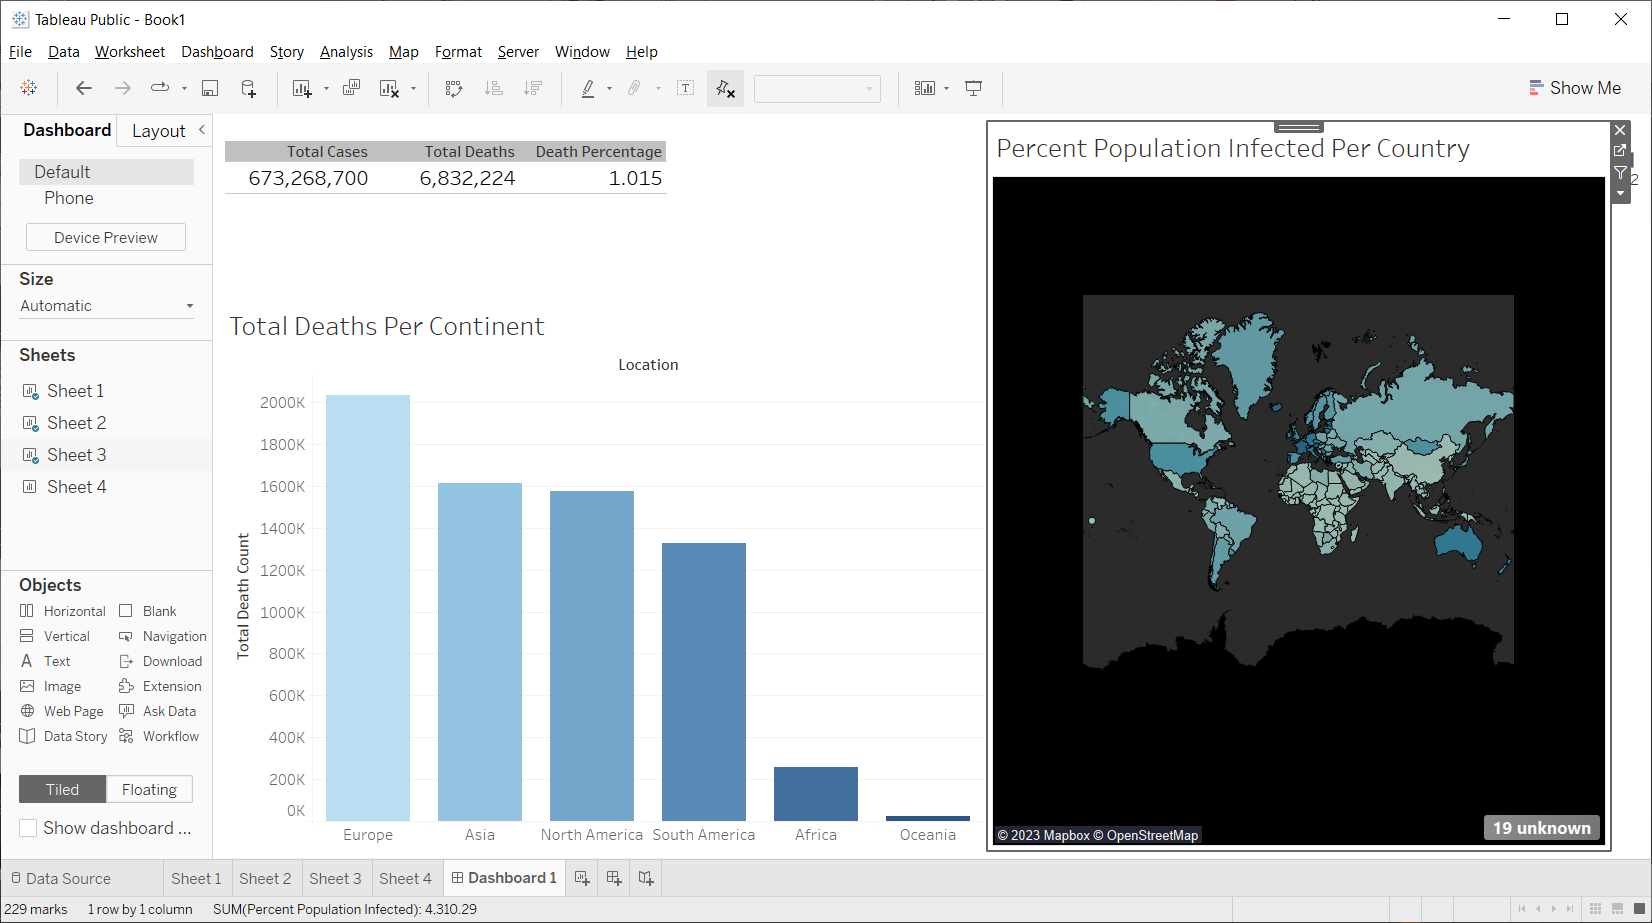 Tableau Public - Book1
File Data Worksheet Dashboard Story Analysis Map Format Server Window Help
Show Me
Dashboard Layout
Default
Phone
Device Preview
Size
Automatic
Sheets
Sheet 1
Sheet 2
Sheet 3
Sheet 4
Objects
Horizontal Blank
Vertical Navigation
Text Download
Image Extension
Web Page Ask Data
Data Story Workflow
Tiled Floating
Show dashboard ...
Total Cases Total Deaths Death Percentage
673,268,700 6,832,224 1.015
Total Deaths Per Continent
Location
Total Death Count
2000K
1800K
1600K
1400K
1200K
1000K
800K
600K
400K
200K
0K
Europe Asia North America South America Africa Oceania
Percent Population Infected Per Country
2
© 2023 Mapbox © OpenStreetMap
19 unknown
Data Source Sheet 1 Sheet 2 Sheet 3 Sheet 4 Dashboard 1
229 marks 1 row by 1 column SUM(Percent Population Infected): 4,310.29